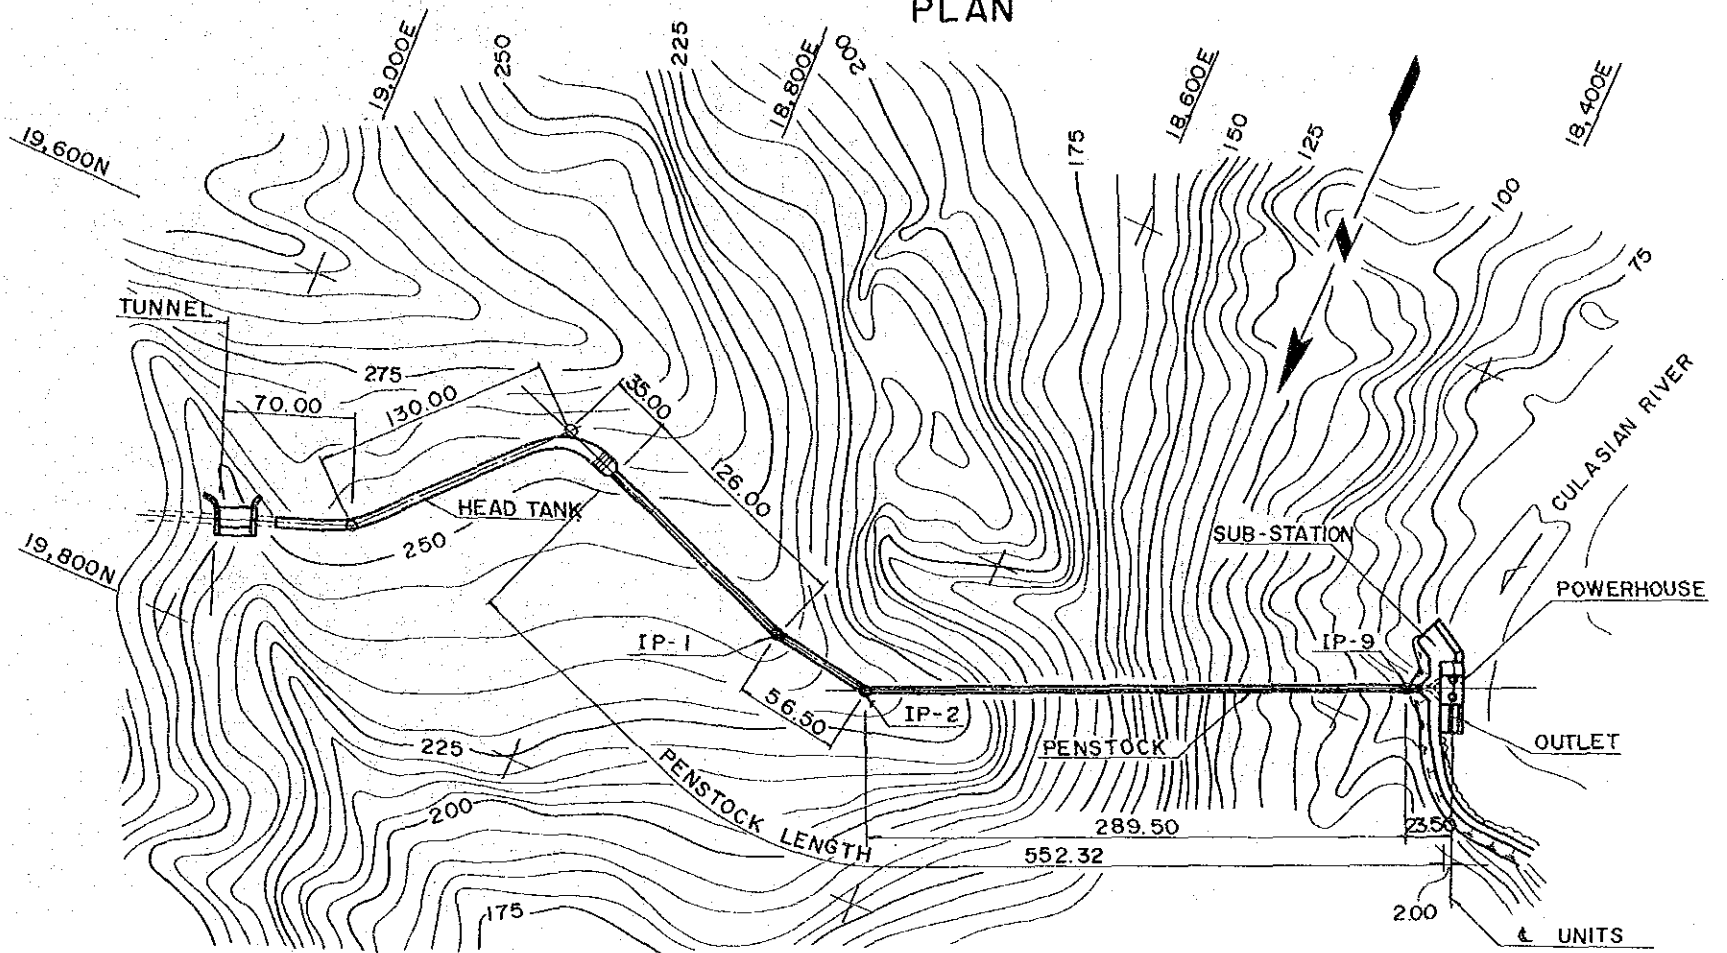 PLAN
19,000E
250
225
18,800E
200
18,600E
150
125
18,400E
175
19,600N
100
75
TUNNEL
275
70.00
130.00
35.00
126.00
CULASIAN RIVER
HEAD TANK
250
SUB-STATION
19,800N
POWERHOUSE
IP-1
IP-9
56.50
IP-2
225
PENSTOCK
OUTLET
PENSTOCK LENGTH
200
289.50
23.50
552.32
175
2.00
℄ UNITS